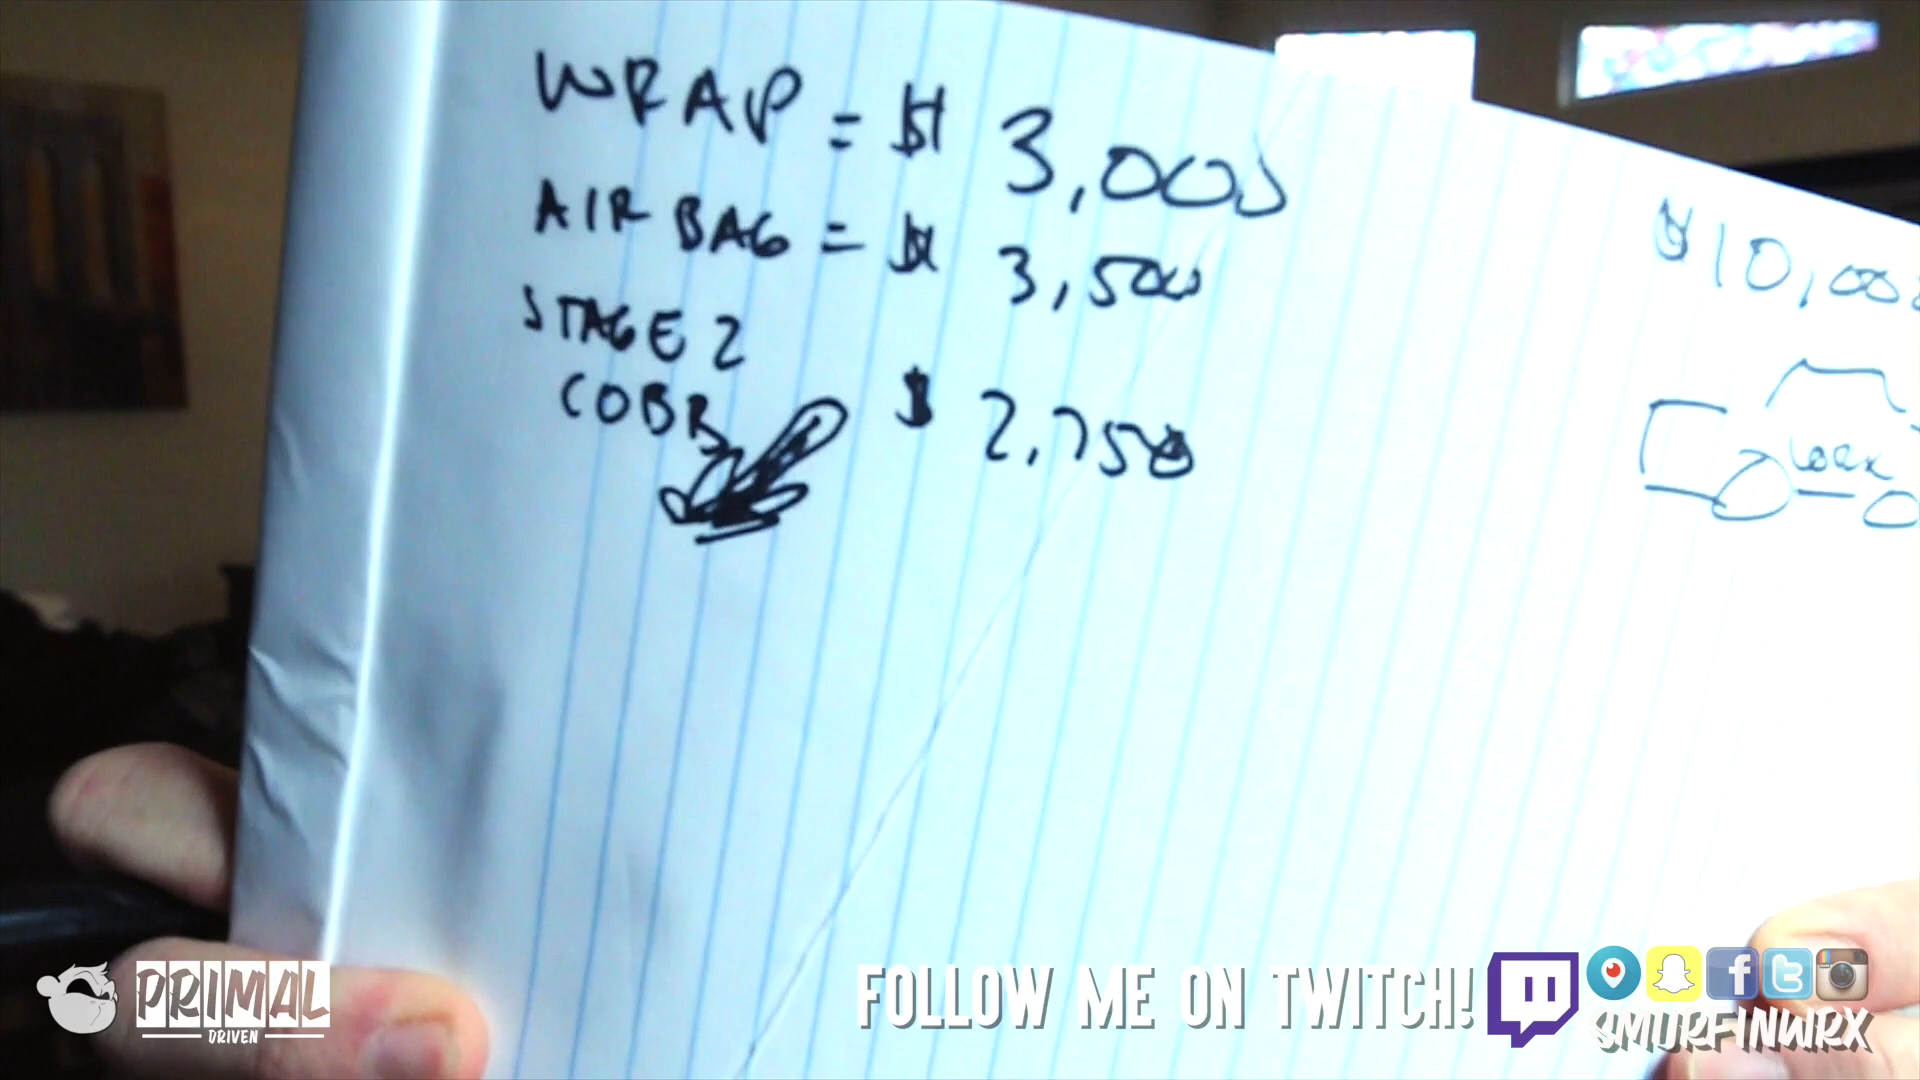 WRAP = $ 3,000
AIR BAG = $ 3,500
STAGE 2
COBB $ 2,750
$10,000
PRIMAL
DRIVEN
FOLLOW ME ON TWITCH!
SMURFINWRX